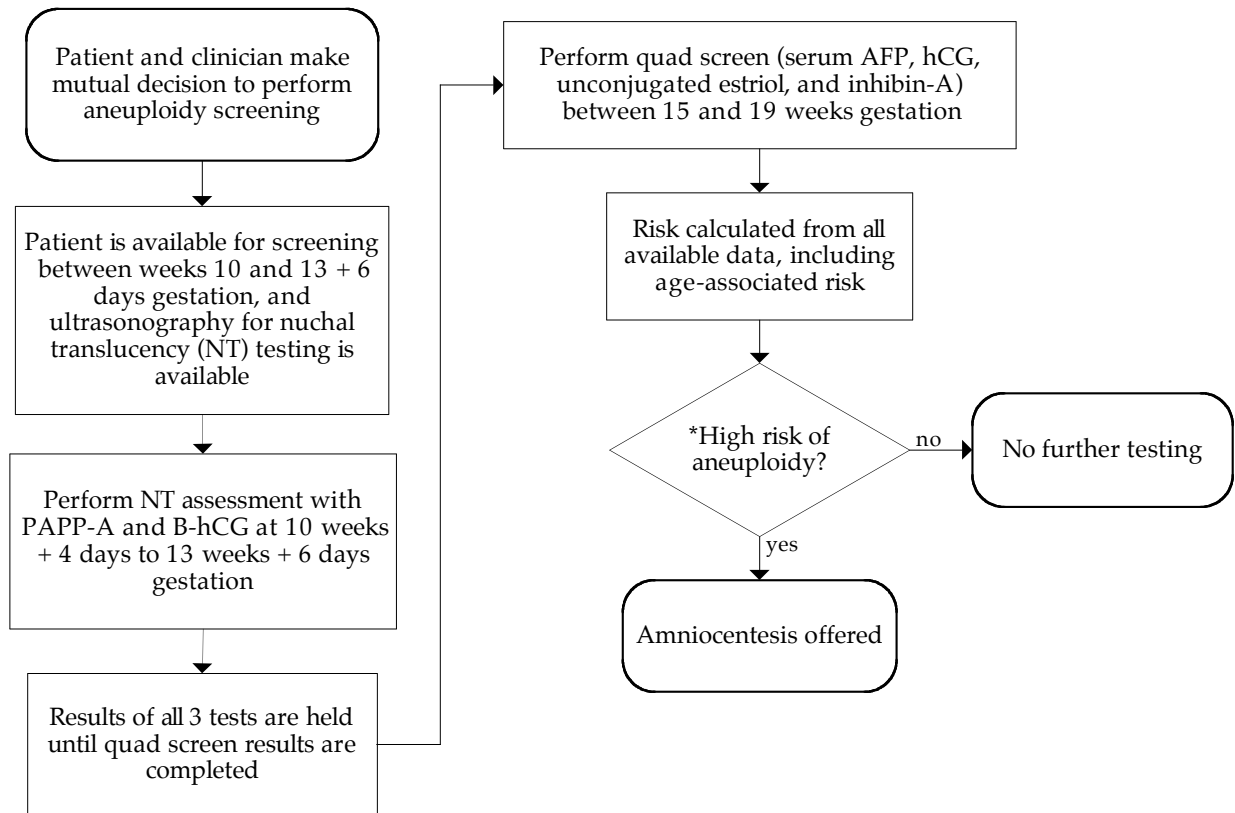 Patient and clinician make
mutual decision to perform
aneuploidy screening
Patient is available for screening
between weeks 10 and 13 + 6
days gestation, and
ultrasonography for nuchal
translucency (NT) testing is
available
Perform NT assessment with
PAPP-A and B-hCG at 10 weeks
+ 4 days to 13 weeks + 6 days
gestation
Results of all 3 tests are held
until quad screen results are
completed
Perform quad screen (serum AFP, hCG,
unconjugated estriol, and inhibin-A)
between 15 and 19 weeks gestation
Risk calculated from all
available data, including
age-associated risk
*High risk of
aneuploidy?
no
No further testing
yes
Amniocentesis offered